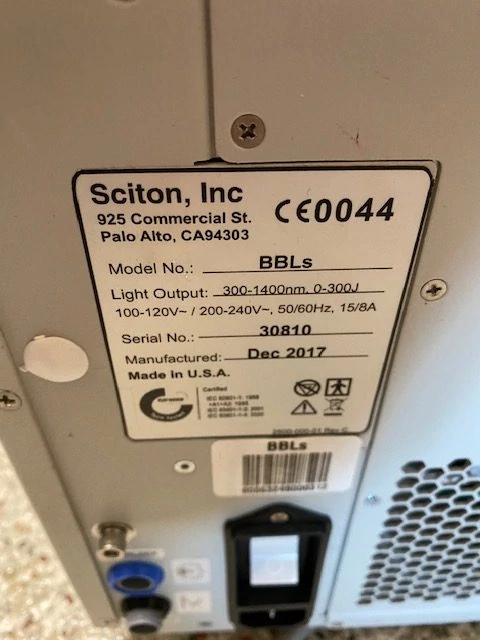 Sciton, Inc
925 Commercial St.
Palo Alto, CA94303
CE0044
Model No.: BBLs
Light Output: 300-1400nm, 0-300J
100-120V~ / 200-240V~, 50/60Hz, 15/8A
Serial No.: 30810
Manufactured: Dec 2017
Made in U.S.A.
Certified
BBLs